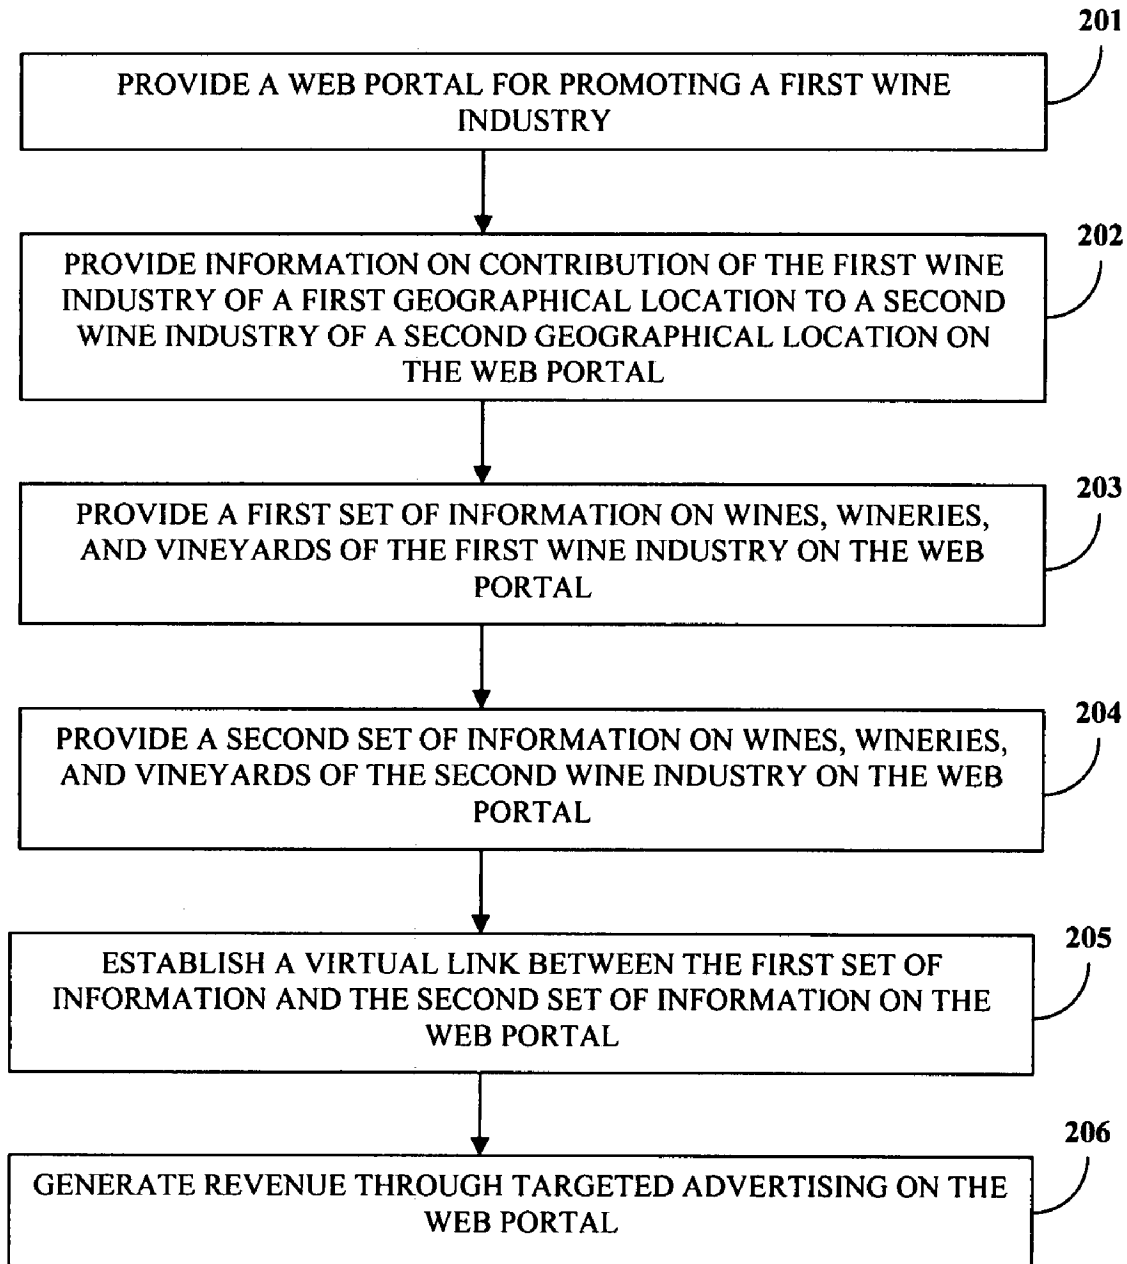 201
PROVIDE A WEB PORTAL FOR PROMOTING A FIRST WINE
INDUSTRY
202
PROVIDE INFORMATION ON CONTRIBUTION OF THE FIRST WINE
INDUSTRY OF A FIRST GEOGRAPHICAL LOCATION TO A SECOND
WINE INDUSTRY OF A SECOND GEOGRAPHICAL LOCATION ON
THE WEB PORTAL
203
PROVIDE A FIRST SET OF INFORMATION ON WINES, WINERIES,
AND VINEYARDS OF THE FIRST WINE INDUSTRY ON THE WEB
PORTAL
204
PROVIDE A SECOND SET OF INFORMATION ON WINES, WINERIES,
AND VINEYARDS OF THE SECOND WINE INDUSTRY ON THE WEB
PORTAL
205
ESTABLISH A VIRTUAL LINK BETWEEN THE FIRST SET OF
INFORMATION AND THE SECOND SET OF INFORMATION ON THE
WEB PORTAL
206
GENERATE REVENUE THROUGH TARGETED ADVERTISING ON THE
WEB PORTAL